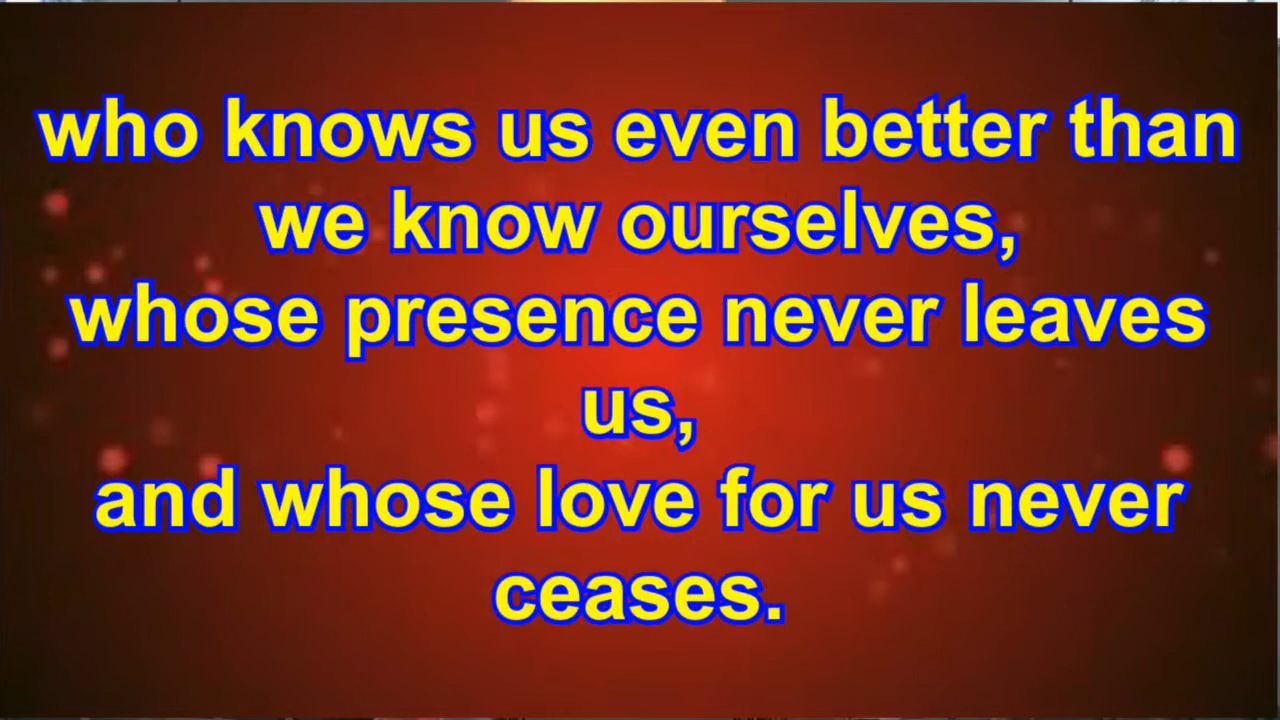 who knows us even better than
we know ourselves,
whose presence never leaves
us,
and whose love for us never
ceases.